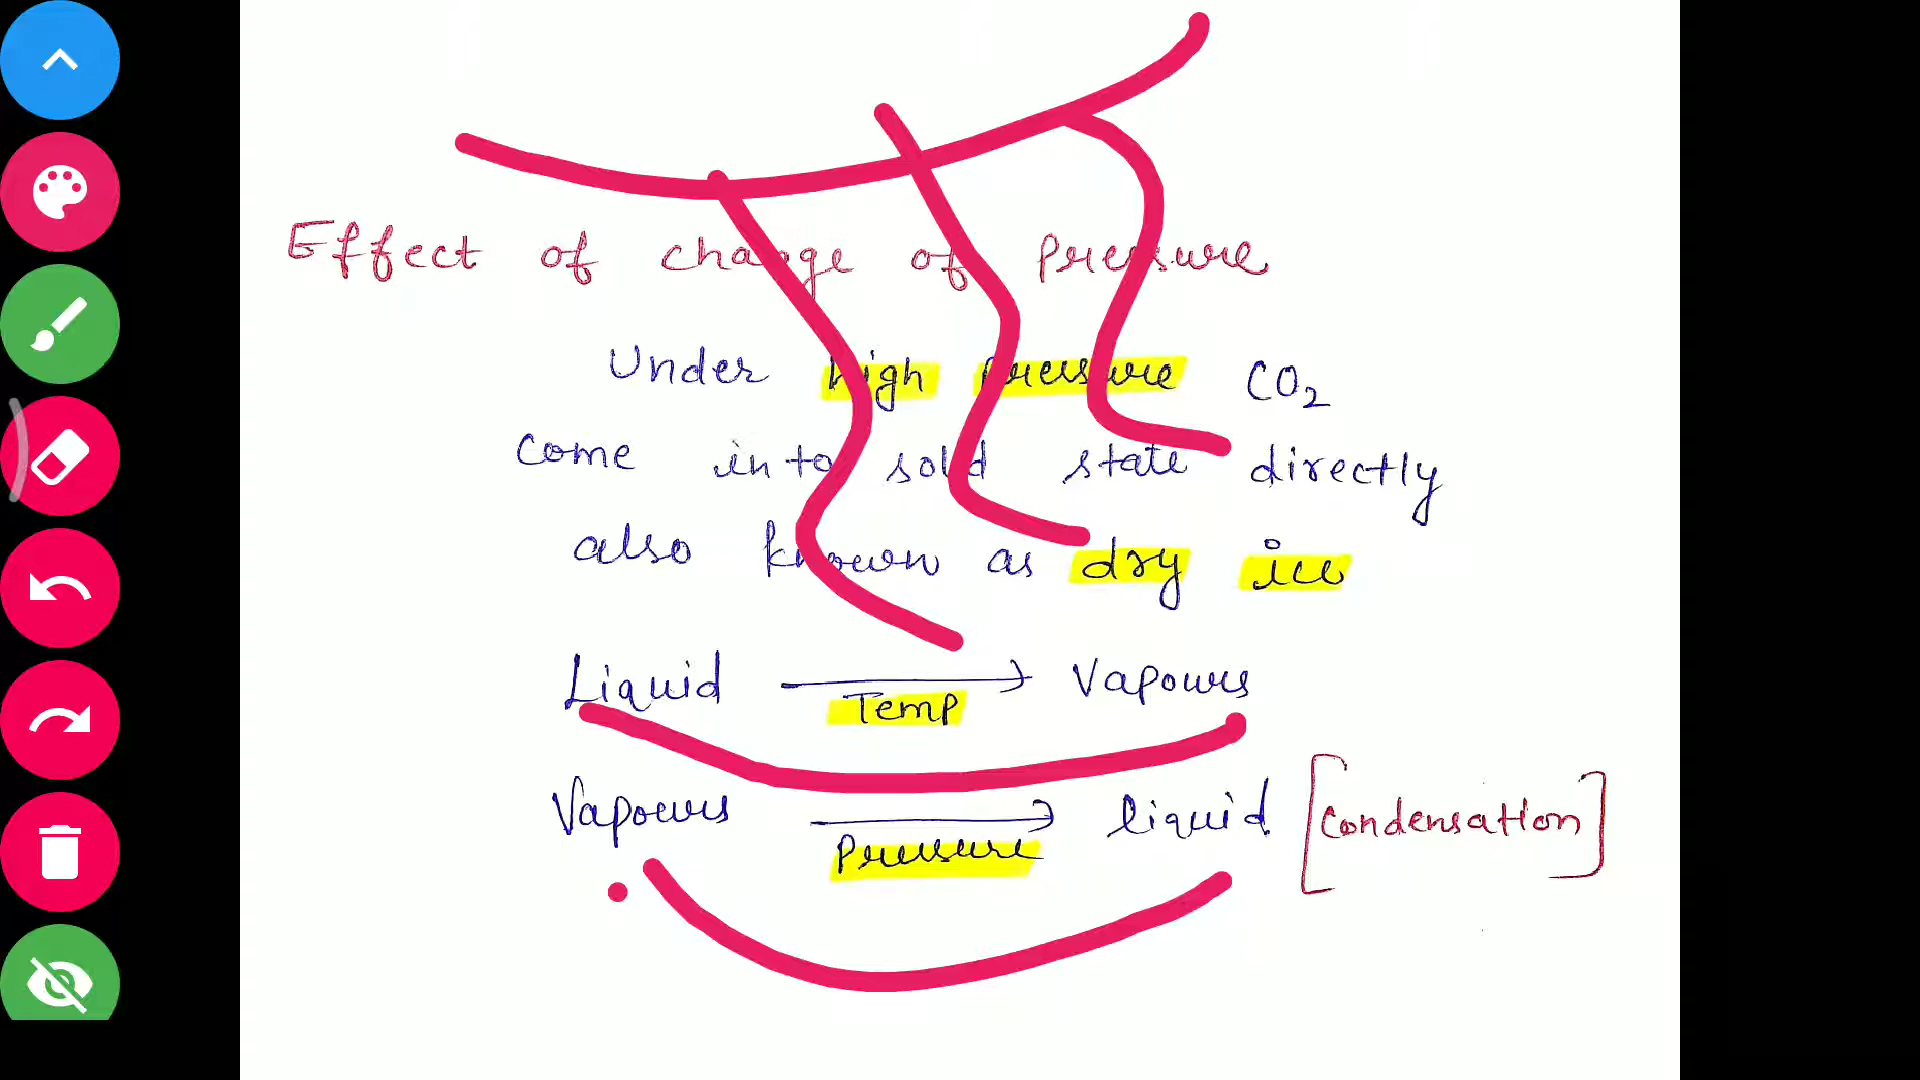 Effect of change of Pressure
Under high pressure CO₂
come into solid state directly
also known as dry ice
Liquid → Vapours
Temp
Vapours → liquid [Condensation]
Pressure